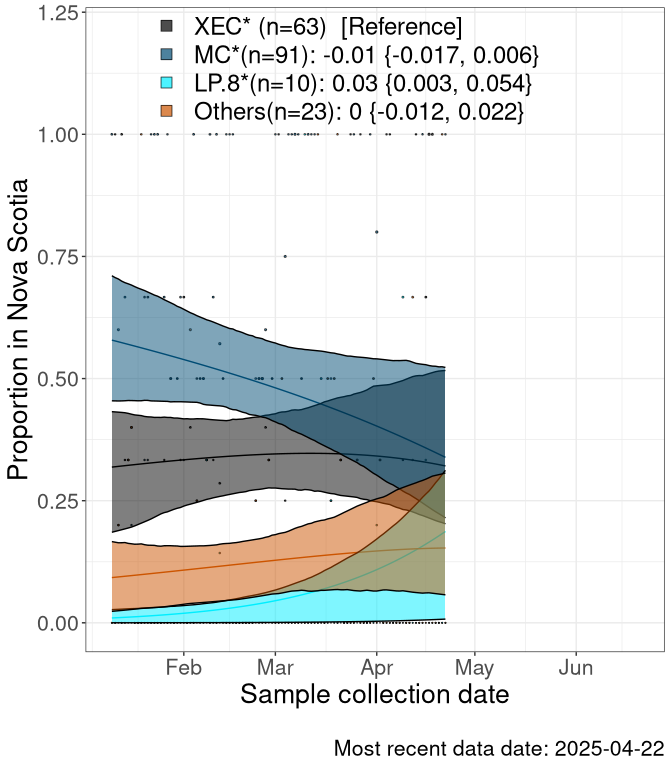 XEC* (n=63)  [Reference]
MC*(n=91): -0.01 {-0.017, 0.006}
LP.8*(n=10): 0.03 {0.003, 0.054}
Others(n=23): 0 {-0.012, 0.022}
1.25
1.00
0.75
0.50
0.25
0.00
Proportion in Nova Scotia
Feb Mar Apr May Jun
Sample collection date
Most recent data date: 2025-04-22